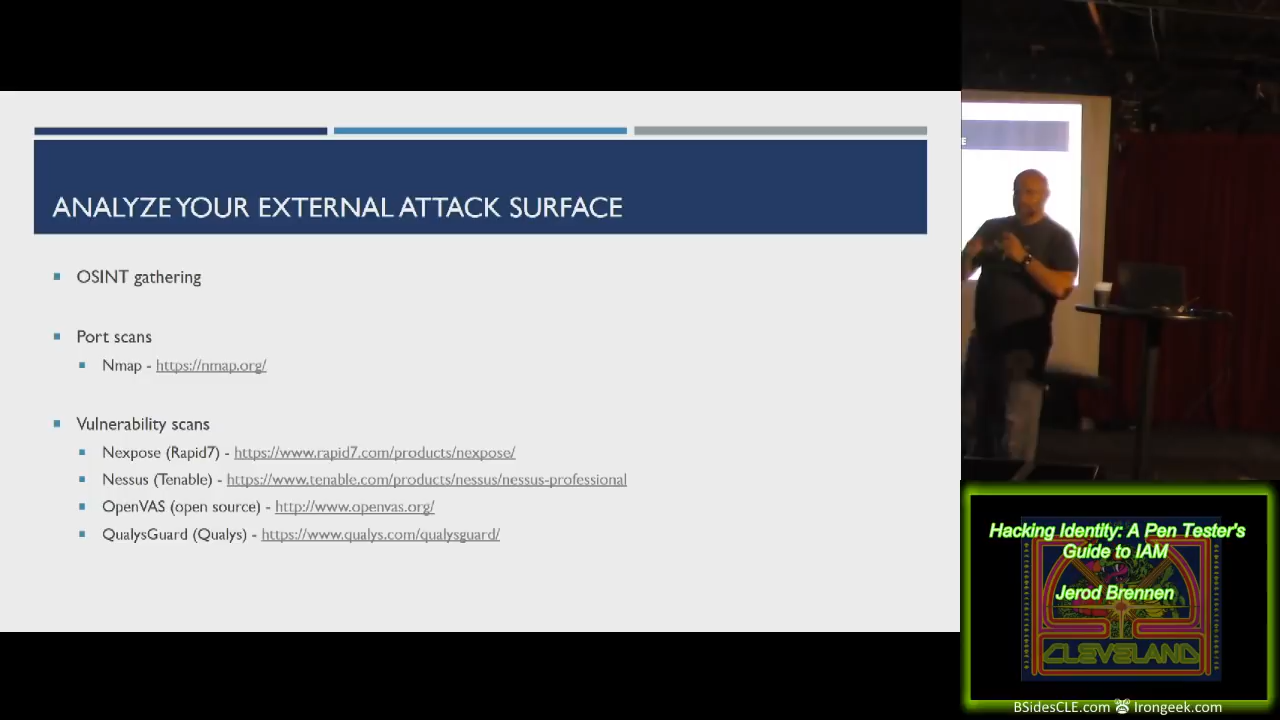 ANALYZE YOUR EXTERNAL ATTACK SURFACE
OSINT gathering
Port scans
Nmap - https://nmap.org/
Vulnerability scans
Nexpose (Rapid7) - https://www.rapid7.com/products/nexpose/
Nessus (Tenable) - https://www.tenable.com/products/nessus/nessus-professional
OpenVAS (open source) - http://www.openvas.org/
QualysGuard (Qualys) - https://www.qualys.com/qualysguard/
Hacking Identity: A Pen Tester's
Guide to IAM
Jerod Brennen
CLEVELAND
BSidesCLE.com Irongeek.com